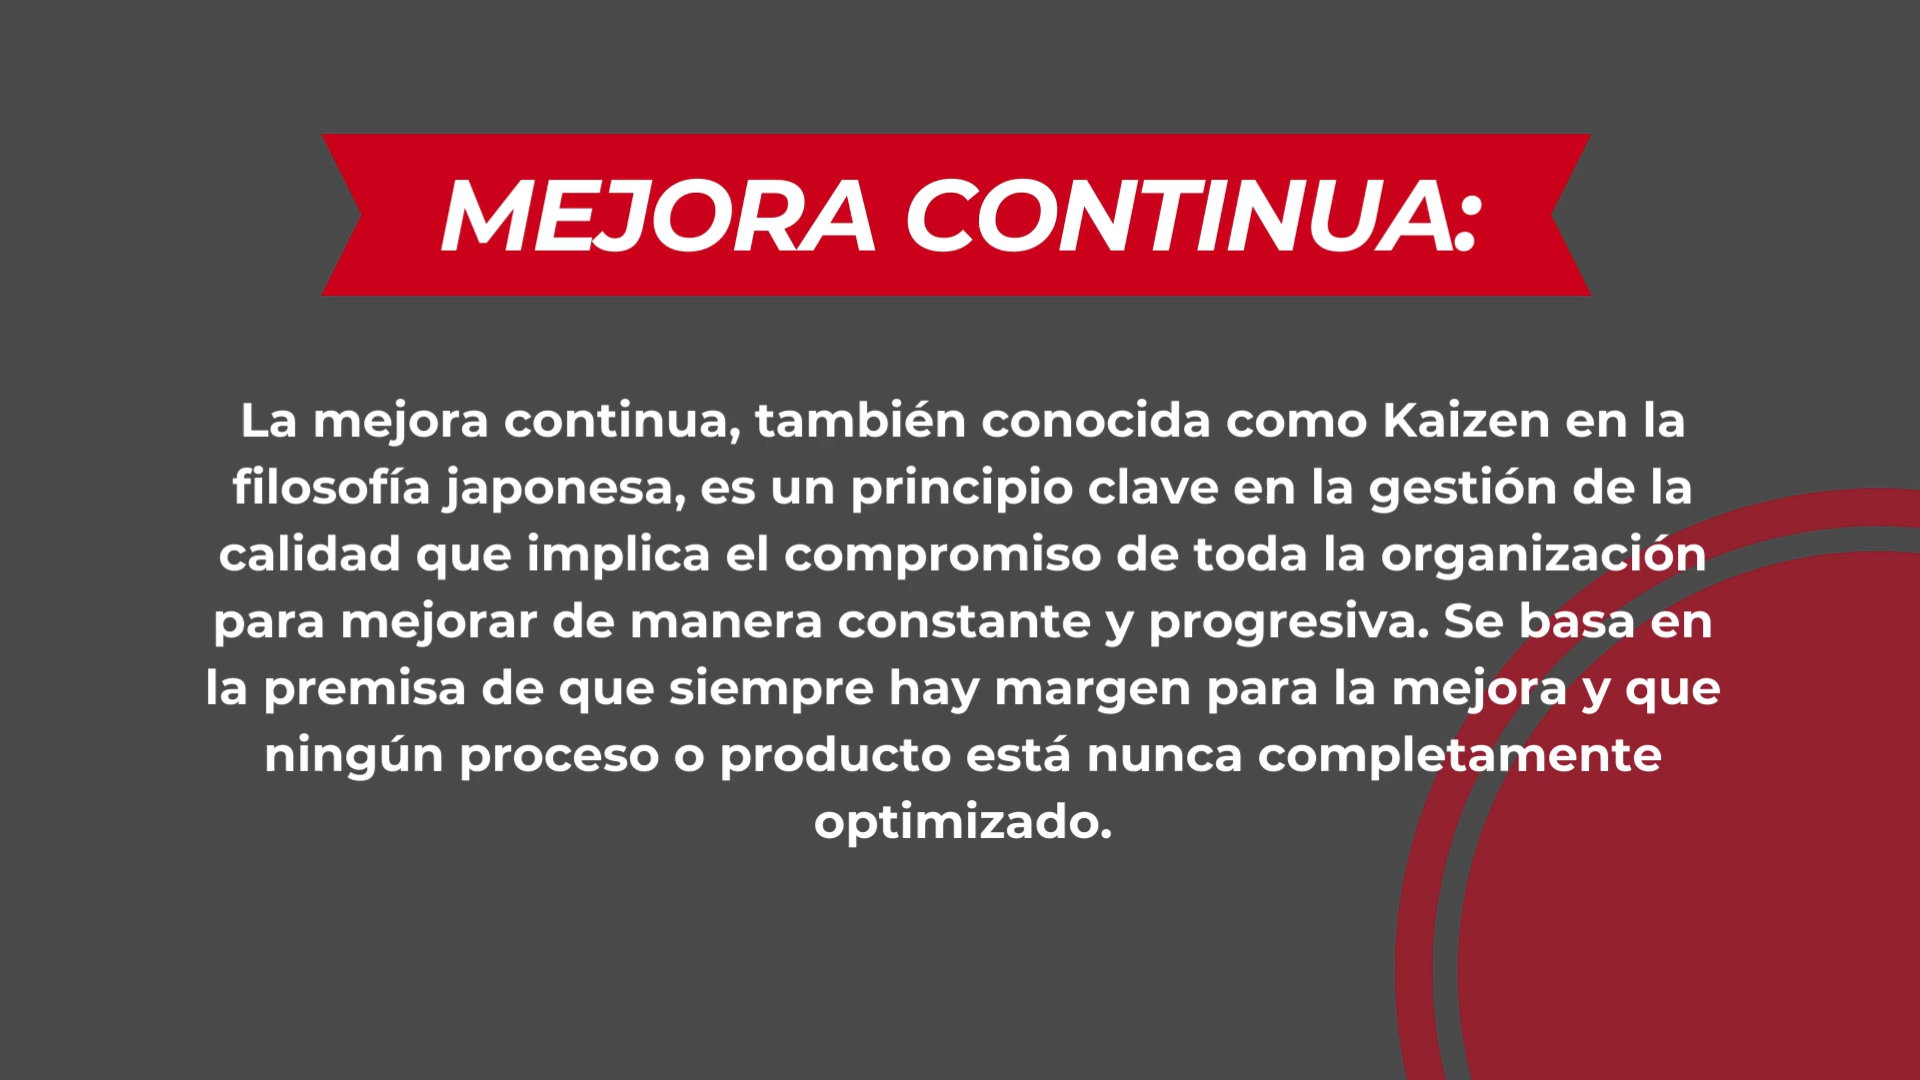 MEJORA CONTINUA:
La mejora continua, también conocida como Kaizen en la
filosofía japonesa, es un principio clave en la gestión de la
calidad que implica el compromiso de toda la organización
para mejorar de manera constante y progresiva. Se basa en
la premisa de que siempre hay margen para la mejora y que
ningún proceso o producto está nunca completamente
optimizado.